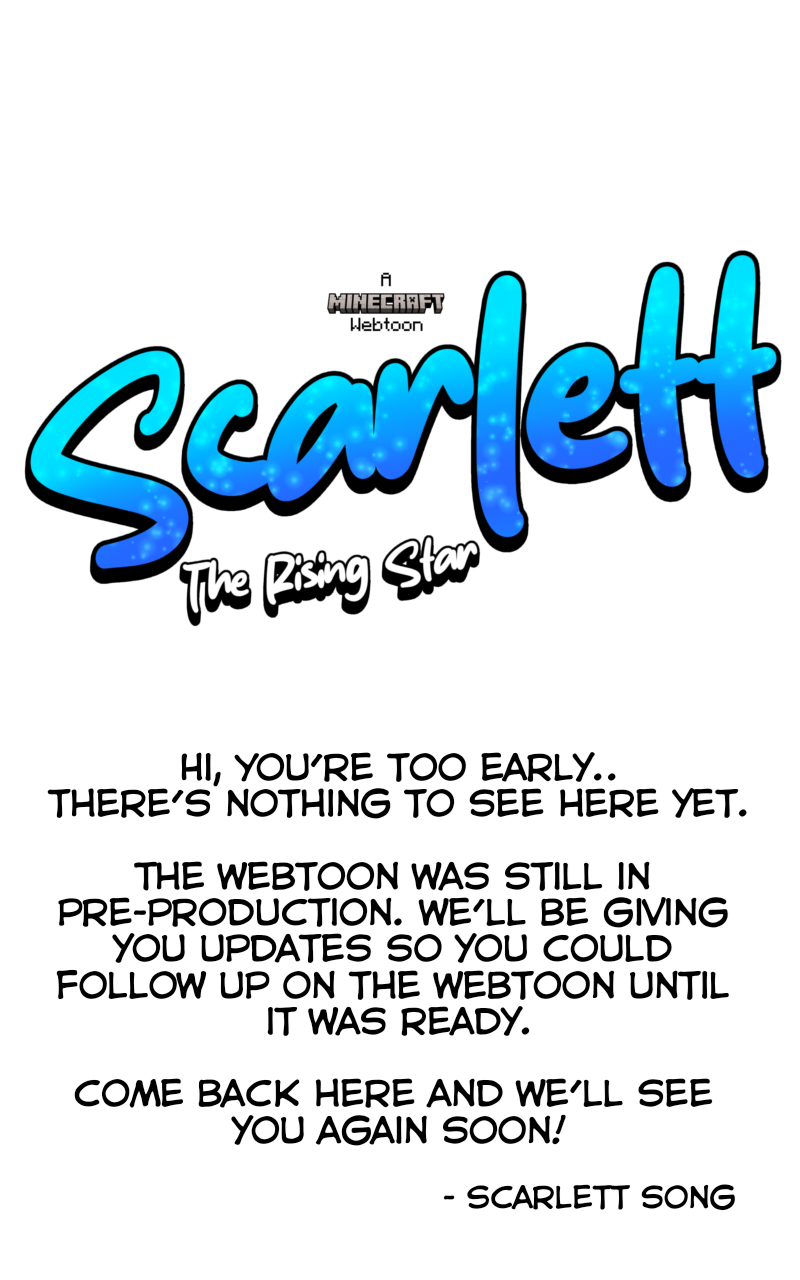 A
MINECRAFT
Webtoon
Scarlett
The Rising Star
HI, YOU'RE TOO EARLY..
THERE'S NOTHING TO SEE HERE YET.
THE WEBTOON WAS STILL IN
PRE-PRODUCTION. WE'LL BE GIVING
YOU UPDATES SO YOU COULD
FOLLOW UP ON THE WEBTOON UNTIL
IT WAS READY.
COME BACK HERE AND WE'LL SEE
YOU AGAIN SOON!
- SCARLETT SONG